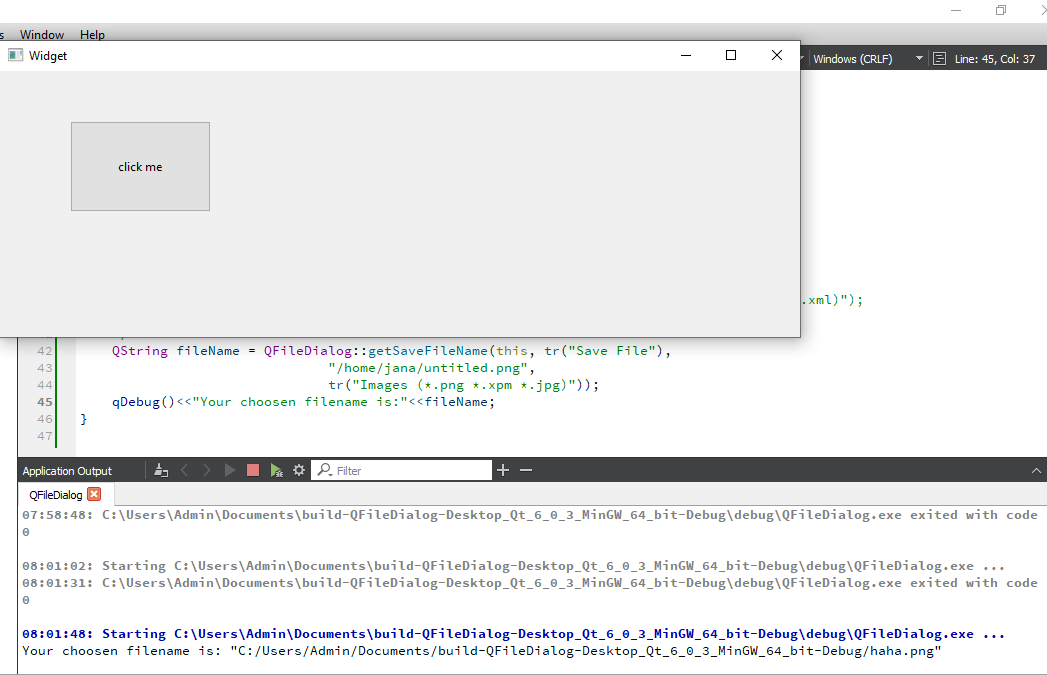 s Window Help
Widget
Windows (CRLF) Line: 45, Col: 37
click me
.xml)");
42 QString fileName = QFileDialog::getSaveFileName(this, tr("Save File"),
43 "/home/jana/untitled.png",
44 tr("Images (*.png *.xpm *.jpg)"));
45 qDebug()<<"Your choosen filename is:"<<fileName;
46 }
47
Application Output Filter
QFileDialog
07:58:48: C:\Users\Admin\Documents\build-QFileDialog-Desktop_Qt_6_0_3_MinGW_64_bit-Debug\debug\QFileDialog.exe exited with code
0
08:01:02: Starting C:\Users\Admin\Documents\build-QFileDialog-Desktop_Qt_6_0_3_MinGW_64_bit-Debug\debug\QFileDialog.exe ...
08:01:31: C:\Users\Admin\Documents\build-QFileDialog-Desktop_Qt_6_0_3_MinGW_64_bit-Debug\debug\QFileDialog.exe exited with code
0
08:01:48: Starting C:\Users\Admin\Documents\build-QFileDialog-Desktop_Qt_6_0_3_MinGW_64_bit-Debug\debug\QFileDialog.exe ...
Your choosen filename is: "C:/Users/Admin/Documents/build-QFileDialog-Desktop_Qt_6_0_3_MinGW_64_bit-Debug/haha.png"